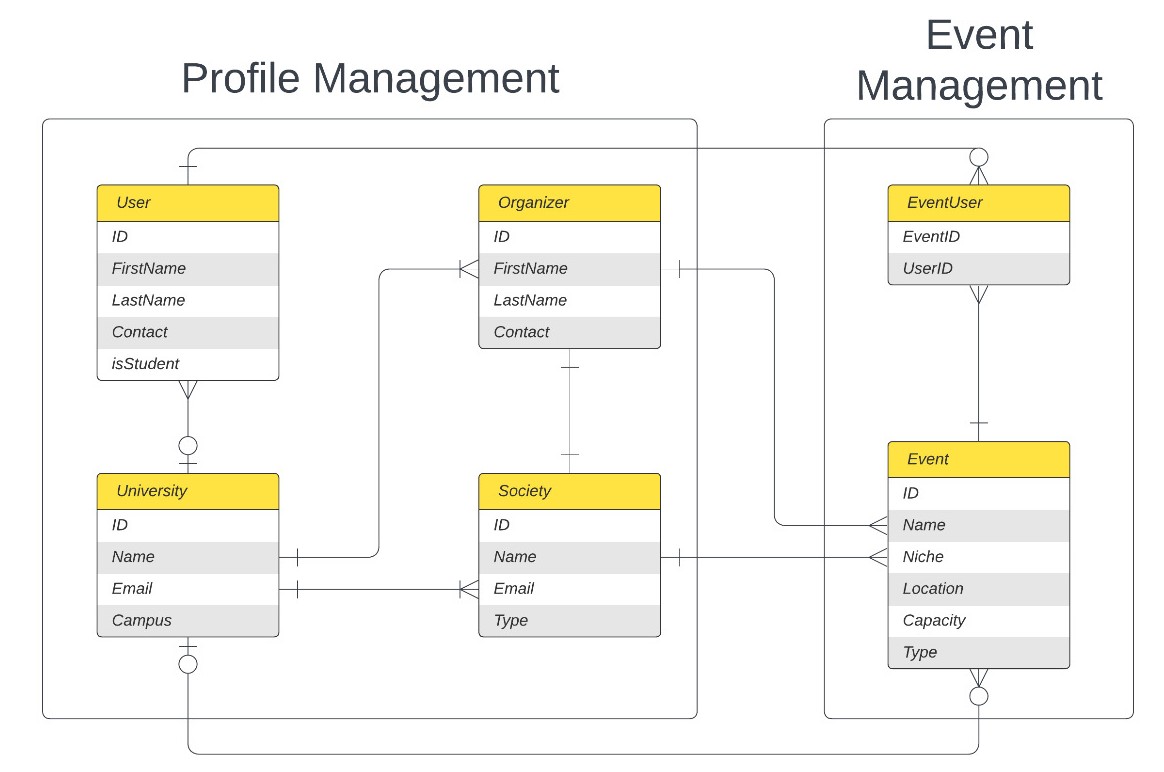 Profile Management
Event
Management
User
ID
FirstName
LastName
Contact
isStudent
Organizer
ID
FirstName
LastName
Contact
University
ID
Name
Email
Campus
Society
ID
Name
Email
Type
EventUser
EventID
UserID
Event
ID
Name
Niche
Location
Capacity
Type